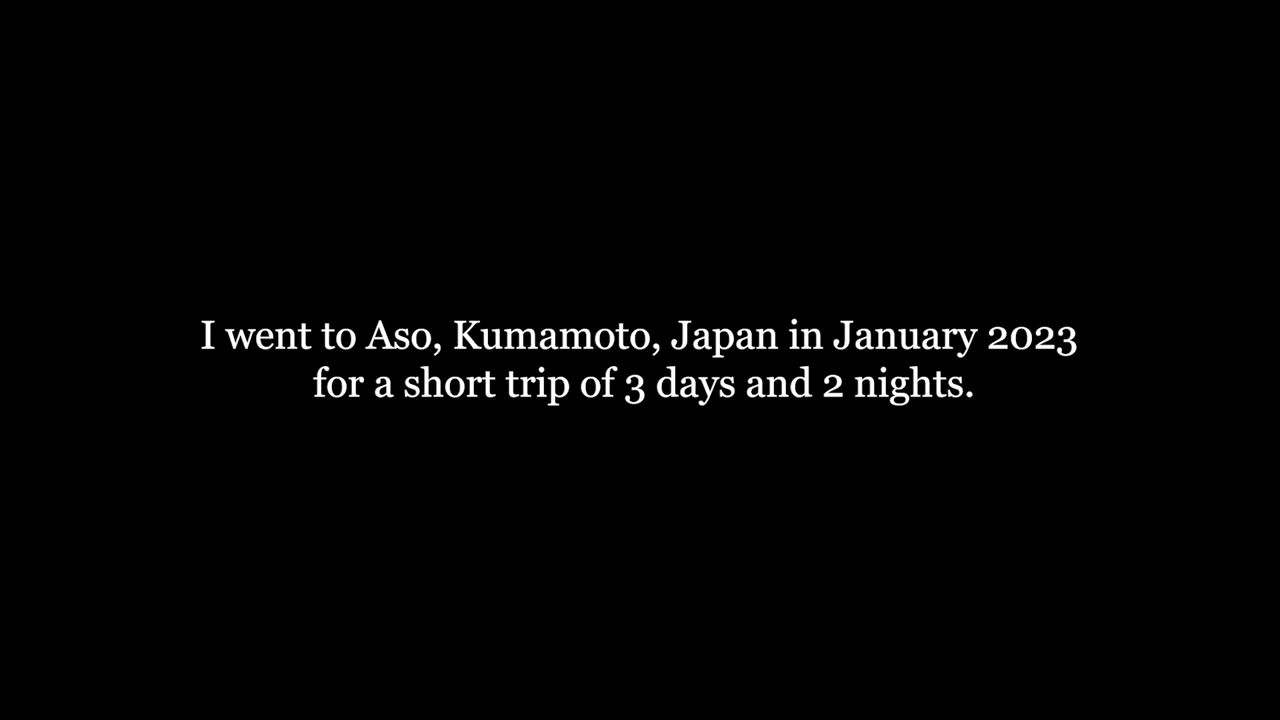 I went to Aso, Kumamoto, Japan in January 2023
for a short trip of 3 days and 2 nights.